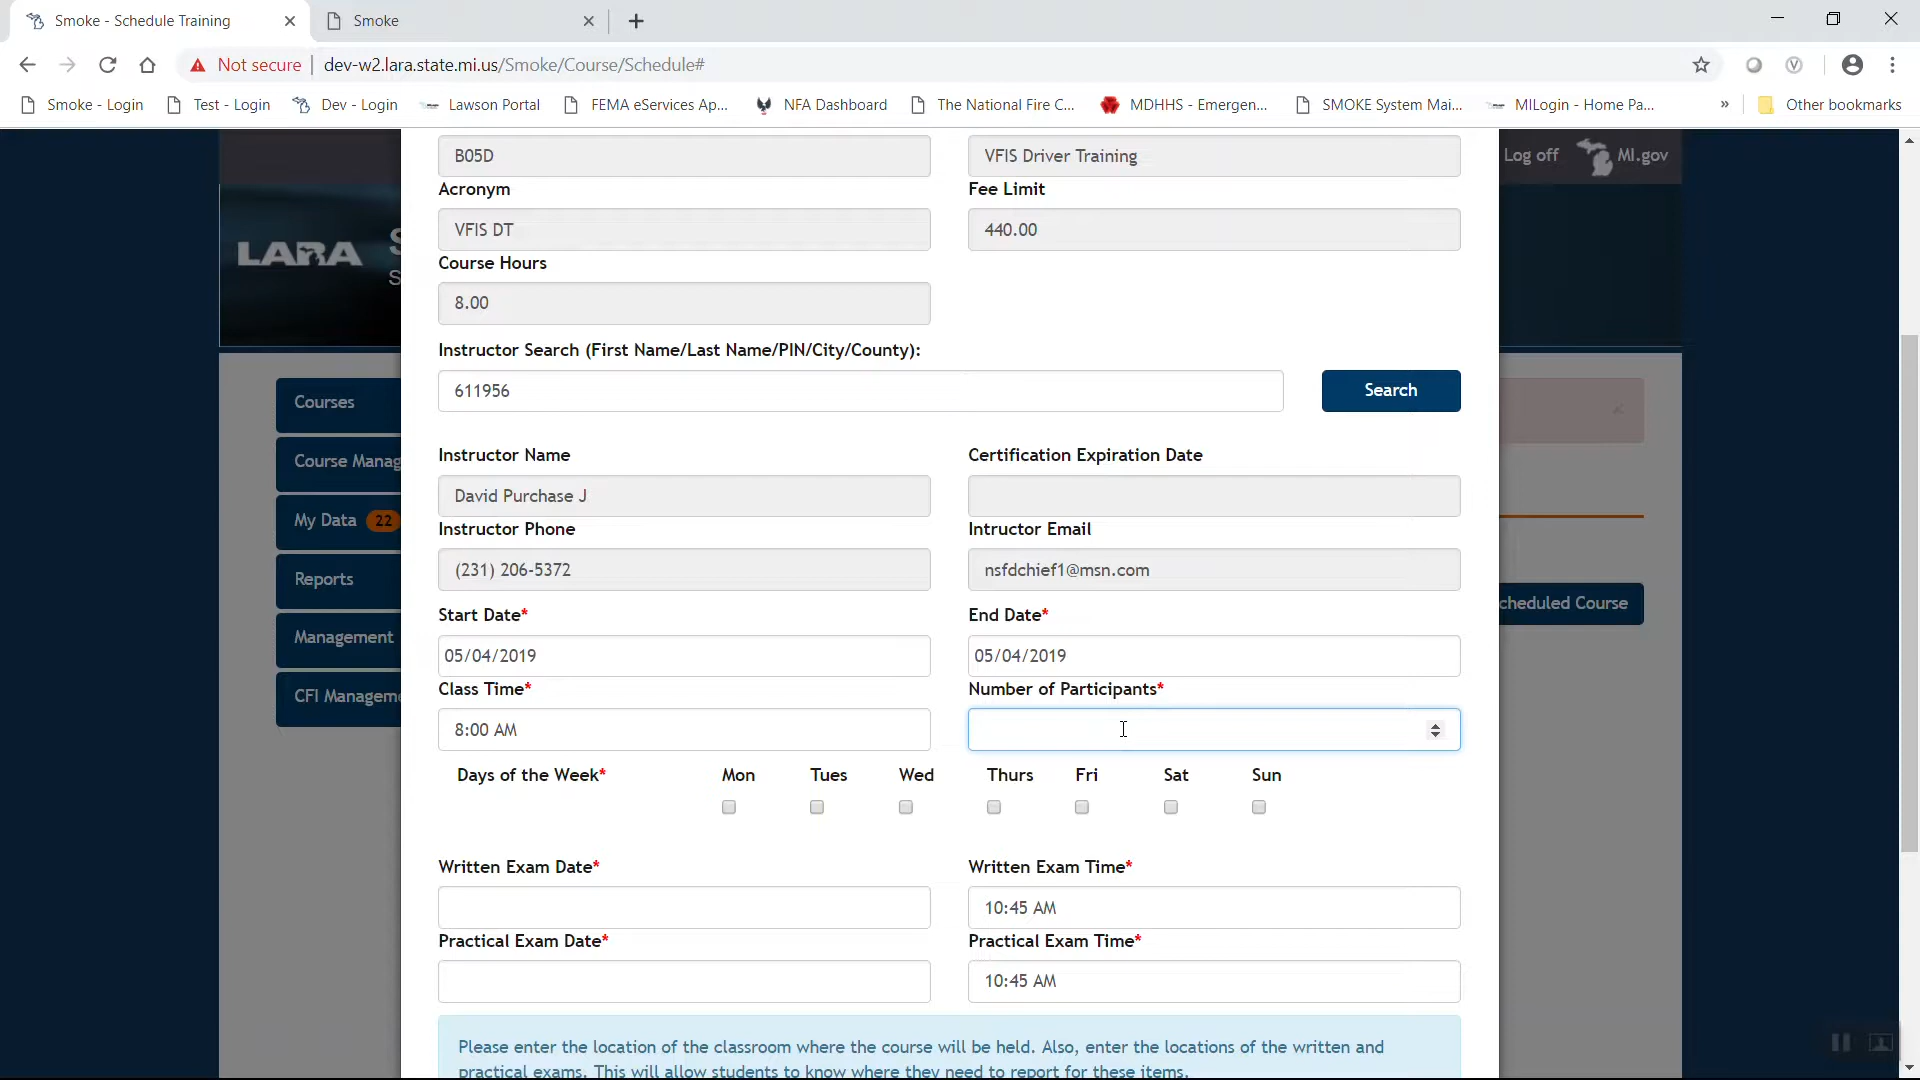 Smoke - Schedule Training
Smoke
Not secure | dev-w2.lara.state.mi.us/Smoke/Course/Schedule#
Smoke - Login
Test - Login
Dev - Login
Lawson Portal
FEMA eServices Ap...
NFA Dashboard
The National Fire C...
MDHHS - Emergen...
SMOKE System Mai...
MILogin - Home Pa...
»
Other bookmarks
Log off
MI.gov
LARA
S
S
Courses
Course Manag
My Data 22
Reports
Management
CFI Managem
cheduled Course
B05D
VFIS Driver Training
Acronym
Fee Limit
VFIS DT
440.00
Course Hours
8.00
Instructor Search (First Name/Last Name/PIN/City/County):
611956
Search
Instructor Name
Certification Expiration Date
David Purchase J
Instructor Phone
Intructor Email
(231) 206-5372
nsfdchief1@msn.com
Start Date*
End Date*
05/04/2019
05/04/2019
Class Time*
Number of Participants*
8:00 AM
Days of the Week* Mon Tues Wed Thurs Fri Sat Sun
Written Exam Date*
Written Exam Time*
10:45 AM
Practical Exam Date*
Practical Exam Time*
10:45 AM
Please enter the location of the classroom where the course will be held. Also, enter the locations of the written and
practical exams. This will allow students to know where they need to report for these items.